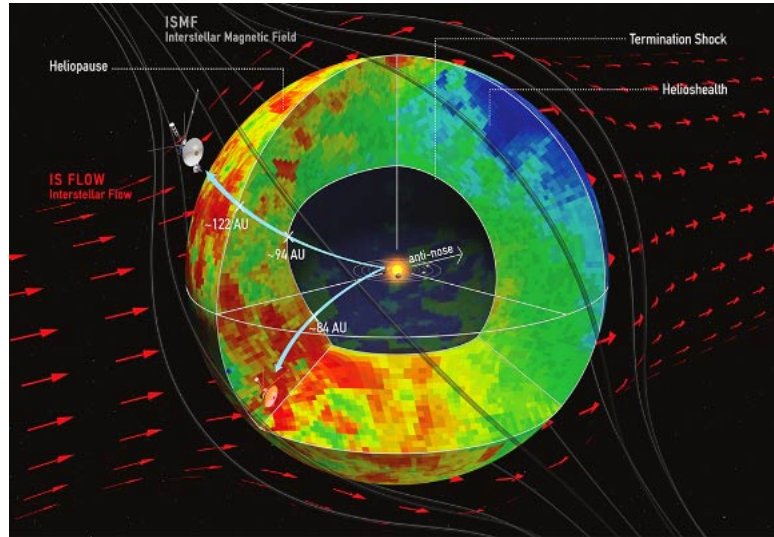 ISMF
Interstellar Magnetic Field
Termination Shock
Heliopause
Helioshealth
IS FLOW
Interstellar Flow
~122 AU
~94 AU
anti-nose
~84 AU